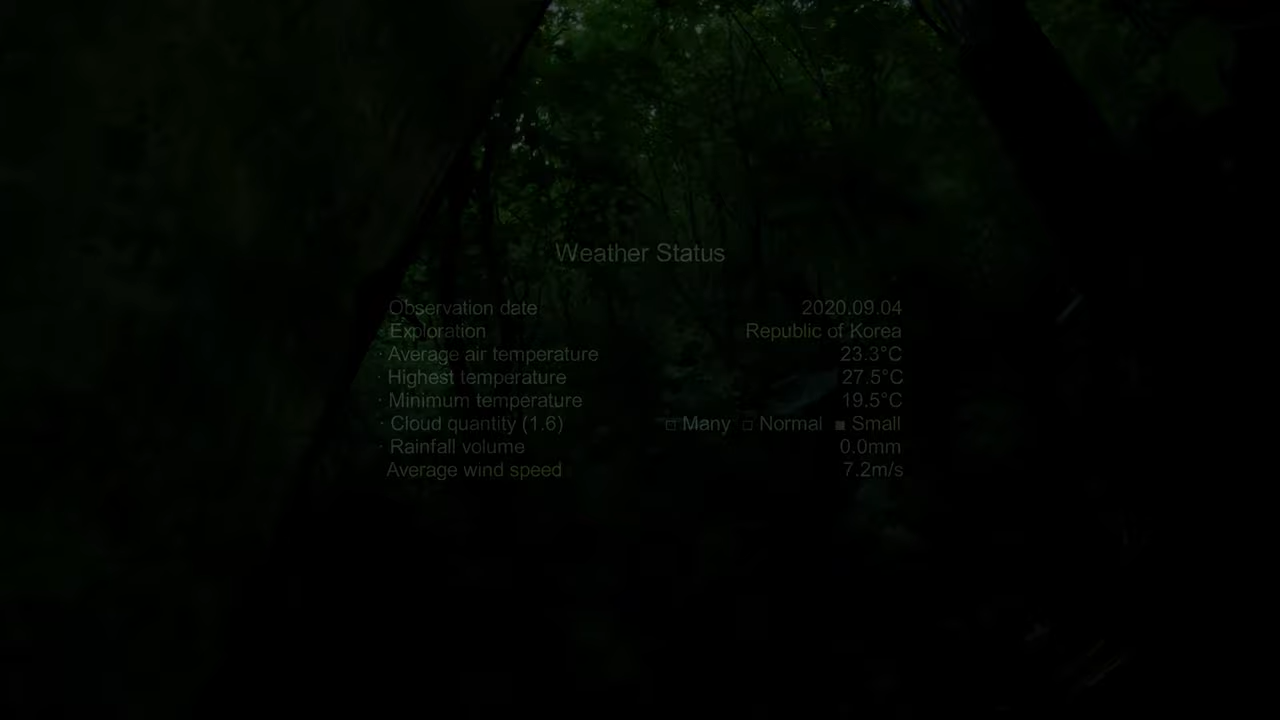 Weather Status
Observation date 2020.09.04
· Exploration Republic of Korea
· Average air temperature 23.3°C
· Highest temperature 27.5°C
· Minimum temperature 19.5°C
· Cloud quantity (1.6) □ Many □ Normal ■ Small
· Rainfall volume 0.0mm
Average wind speed 7.2m/s